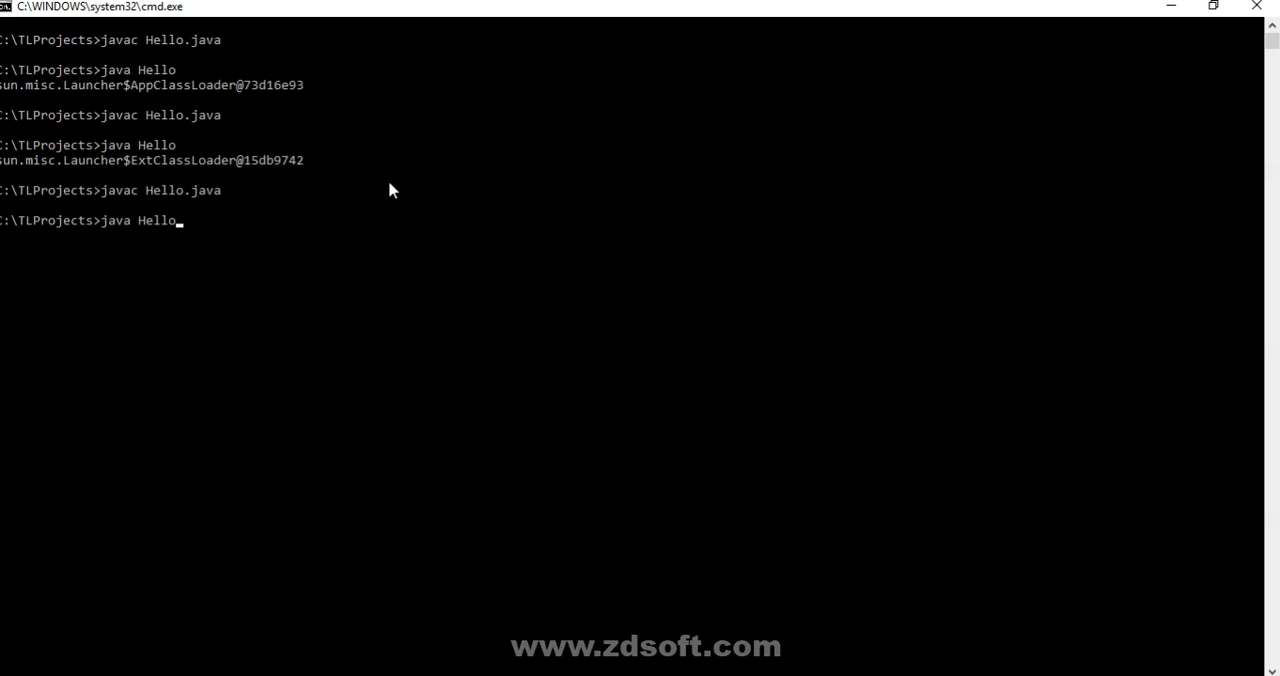 C:\WINDOWS\system32\cmd.exe
C:\TLProjects>javac Hello.java
C:\TLProjects>java Hello
sun.misc.Launcher$AppClassLoader@73d16e93
C:\TLProjects>javac Hello.java
C:\TLProjects>java Hello
sun.misc.Launcher$ExtClassLoader@15db9742
C:\TLProjects>javac Hello.java
C:\TLProjects>java Hello
www.zdsoft.com